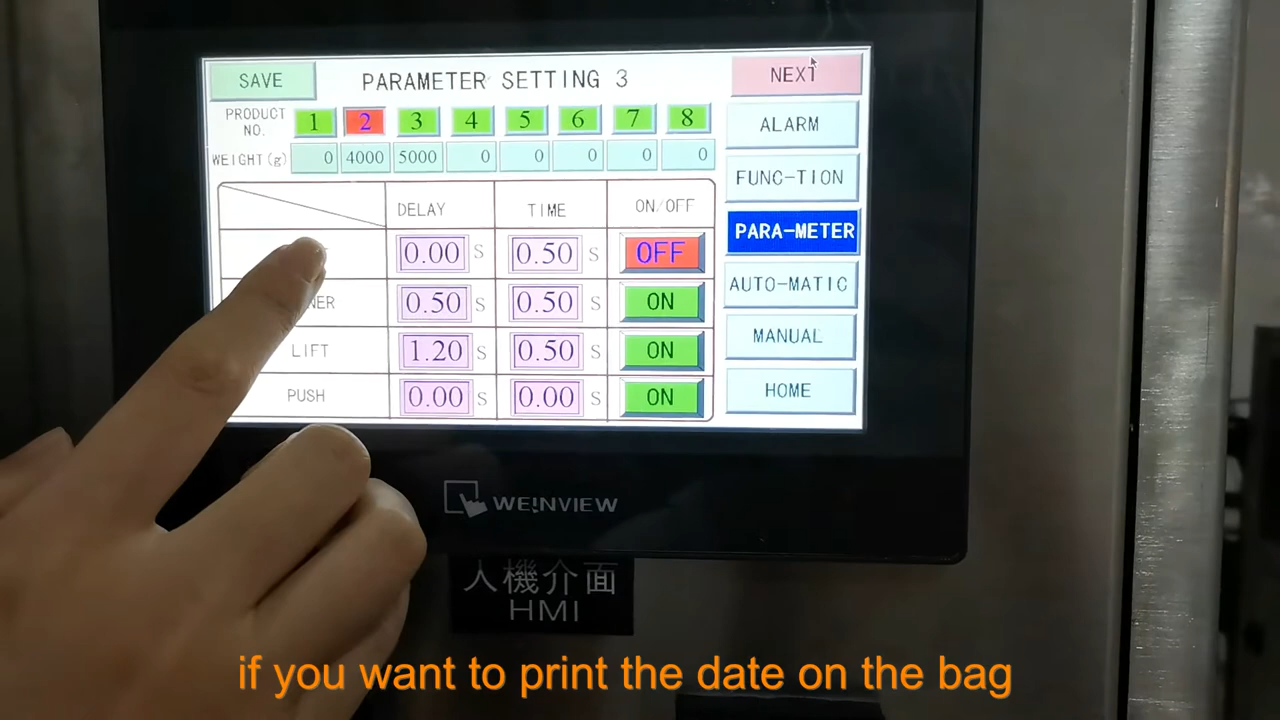 SAVE PARAMETER SETTING 3 NEXT
PRODUCT NO. 1 2 3 4 5 6 7 8
WEIGHT(g) 0 4000 5000 0 0 0 0 0
ALARM
FUNC-TION
PARA-METER
AUTO-MATIC
MANUAL
HOME
DELAY TIME ON/OFF
0.00 S 0.50 S OFF
0.50 S 0.50 S ON
LIFT 1.20 S 0.50 S ON
PUSH 0.00 S 0.00 S ON
WEINVIEW
人機介面
HMI
if you want to print the date on the bag